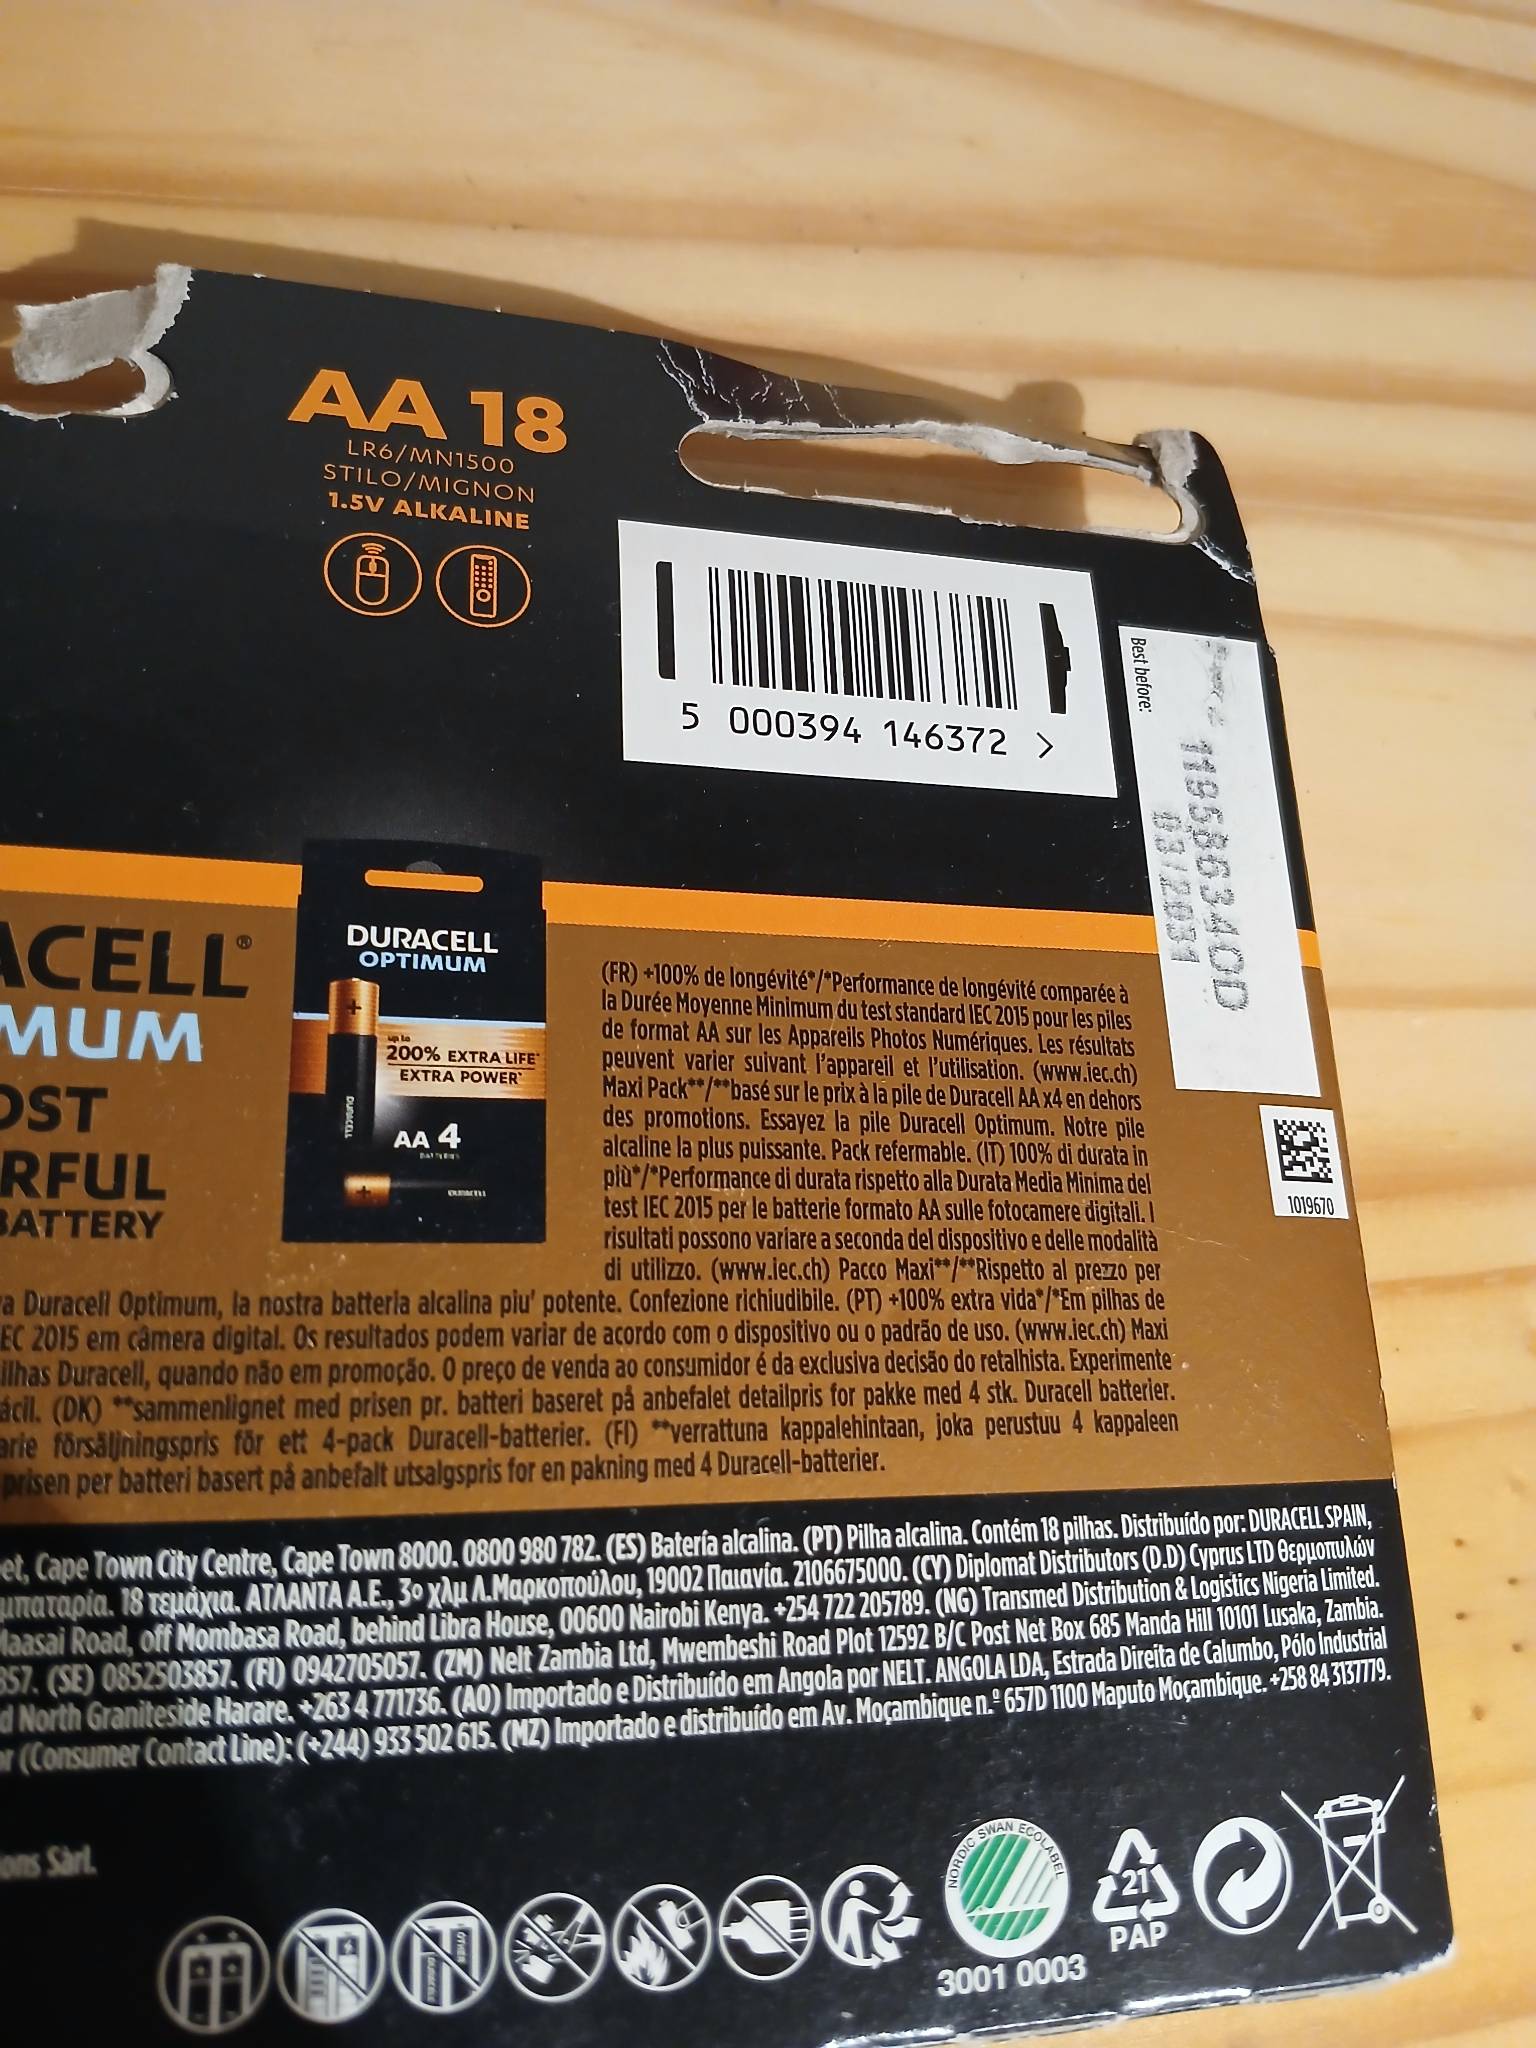 AA 18
LR6/MN1500
STILO/MIGNON
1.5V ALKALINE
5 000394 146372 >
Best before:
119586340D
03/2031
1019670
ACELL®
MUM
OST
RFUL
BATTERY
DURACELL
OPTIMUM
up to
200% EXTRA LIFE*
EXTRA POWER*
DURACELL
AA 4
BATTERIES
DURACELL
(FR) +100% de longévité*/*Performance de longévité comparée à
la Durée Moyenne Minimum du test standard IEC 2015 pour les piles
de format AA sur les Appareils Photos Numériques. Les résultats
peuvent varier suivant l'appareil et l'utilisation. (www.iec.ch)
Maxi Pack**/**basé sur le prix à la pile de Duracell AA x4 en dehors
des promotions. Essayez la pile Duracell Optimum. Notre pile
alcaline la plus puissante. Pack refermable. (IT) 100% di durata in
più*/*Performance di durata rispetto alla Durata Media Minima del
test IEC 2015 per le batterie formato AA sulle fotocamere digitali. I
risultati possono variare a seconda del dispositivo e delle modalità
di utilizzo. (www.iec.ch) Pacco Maxi**/**Rispetto al prezzo per
a Duracell Optimum, la nostra batteria alcalina piu' potente. Confezione richiudibile. (PT) +100% extra vida*/*Em pilhas de
EC 2015 em câmera digital. Os resultados podem variar de acordo com o dispositivo ou o padrão de uso. (www.iec.ch) Maxi
ilhas Duracell, quando não em promoção. O preço de venda ao consumidor é da exclusiva decisão do retalhista. Experimente
ácil. (DK) **sammenlignet med prisen pr. batteri baseret på anbefalet detailpris for pakke med 4 stk. Duracell batterier.
arie försäljningspris för ett 4-pack Duracell-batterier. (FI) **verrattuna kappalehintaan, joka perustuu 4 kappaleen
prisen per batteri basert på anbefalt utsalgspris for en pakning med 4 Duracell-batterier.
et, Cape Town City Centre, Cape Town 8000. 0800 980 782. (ES) Batería alcalina. (PT) Pilha alcalina. Contém 18 pilhas. Distribuído por: DURACELL SPAIN,
μπαταρία. 18 τεμάχια. ΑΤΛΑΝΤΑ Α.Ε., 3ο χλμ Λ.Μαρκοπούλου, 19002 Παιανία. 2106675000. (CY) Diplomat Distributors (D.D) Cyprus LTD Θερμοπυλών
Maasai Road, off Mombasa Road, behind Libra House, 00600 Nairobi Kenya. +254 722 205789. (NG) Transmed Distribution & Logistics Nigeria Limited.
857. (SE) 0852503857. (FI) 0942705057. (ZM) Nelt Zambia Ltd, Mwembeshi Road Plot 12592 B/C Post Net Box 685 Manda Hill 10101 Lusaka, Zambia.
d North Graniteside Harare. +263 4 771736. (AO) Importado e Distribuído em Angola por NELT. ANGOLA LDA, Estrada Direita de Calumbo, Pólo Industrial
or (Consumer Contact Line): (+244) 933 502 615. (MZ) Importado e distribuído em Av. Moçambique n.º 657D 1100 Maputo Moçambique. +258 84 3137779.
ions Sàrl.
NORDIC SWAN ECOLABEL
3001 0003
21
PAP